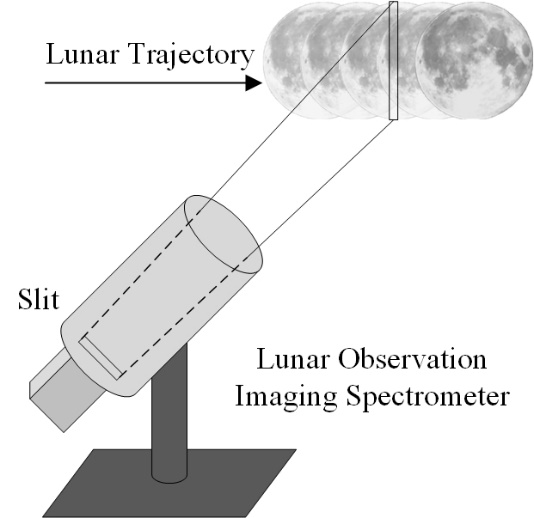 Lunar Trajectory
Slit
Lunar Observation
Imaging Spectrometer